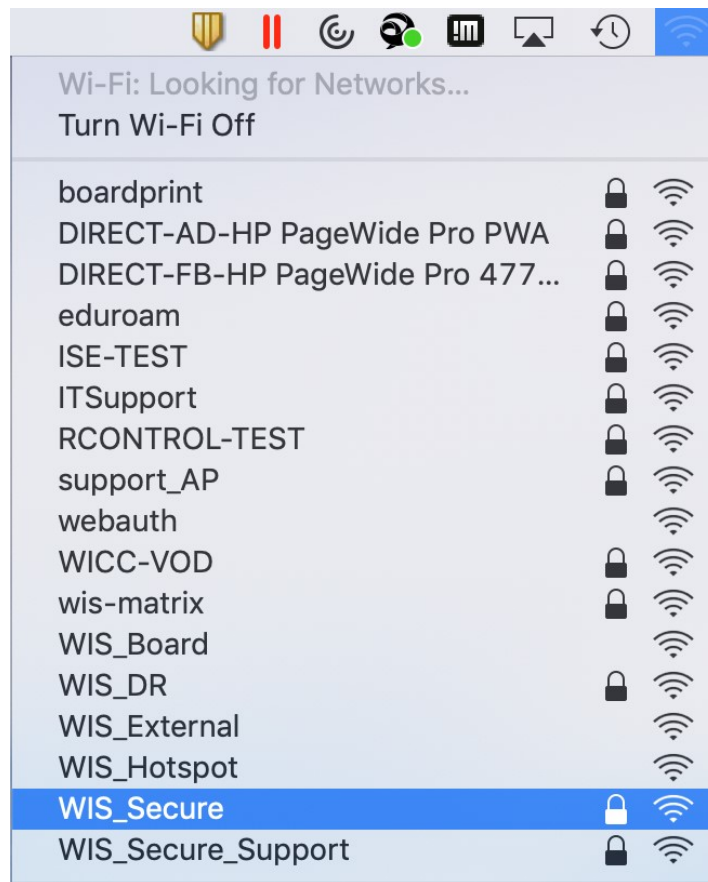 Wi-Fi: Looking for Networks...
Turn Wi-Fi Off
boardprint
DIRECT-AD-HP PageWide Pro PWA
DIRECT-FB-HP PageWide Pro 477...
eduroam
ISE-TEST
ITSupport
RCONTROL-TEST
support_AP
webauth
WICC-VOD
wis-matrix
WIS_Board
WIS_DR
WIS_External
WIS_Hotspot
WIS_Secure
WIS_Secure_Support